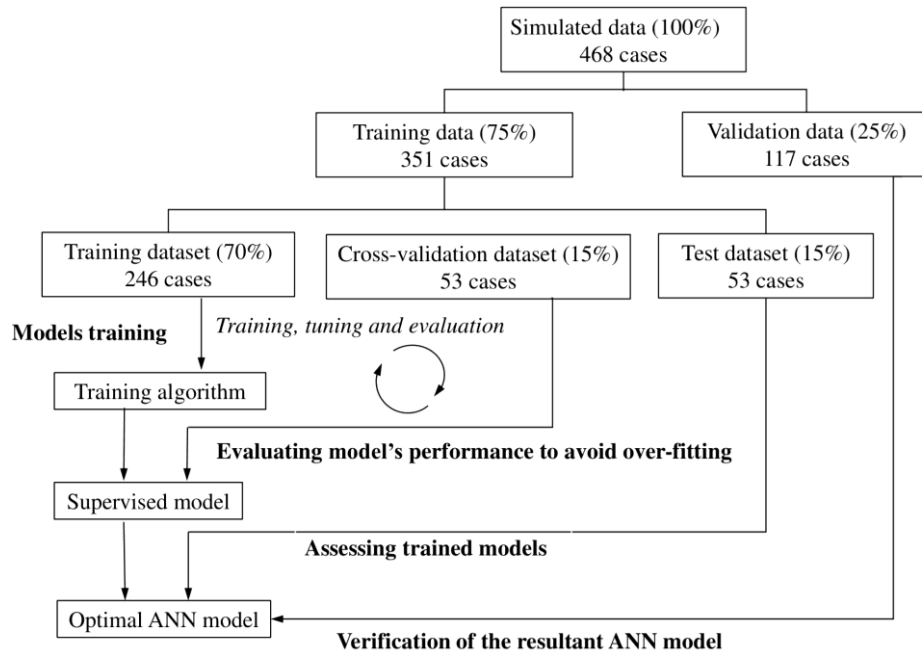 Simulated data (100%)
468 cases
Training data (75%)
351 cases
Validation data (25%)
117 cases
Training dataset (70%)
246 cases
Cross-validation dataset (15%)
53 cases
Test dataset (15%)
53 cases
Models training
Training, tuning and evaluation
Training algorithm
Evaluating model's performance to avoid over-fitting
Supervised model
Assessing trained models
Optimal ANN model
Verification of the resultant ANN model